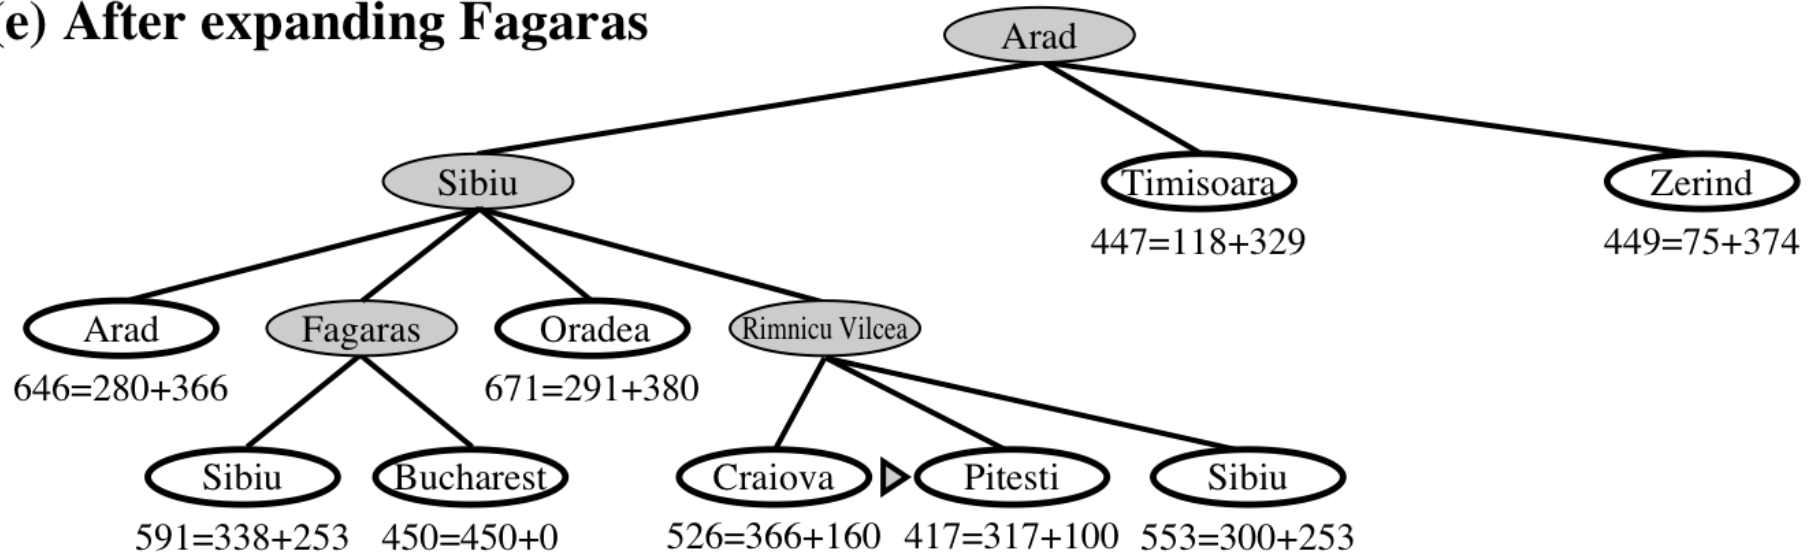 (e) After expanding Fagaras
Arad
Sibiu
Timisoara
Zerind
447=118+329
449=75+374
Arad
Fagaras
Oradea
Rimnicu Vilcea
646=280+366
671=291+380
Sibiu
Bucharest
Craiova
Pitesti
Sibiu
591=338+253
450=450+0
526=366+160
417=317+100
553=300+253